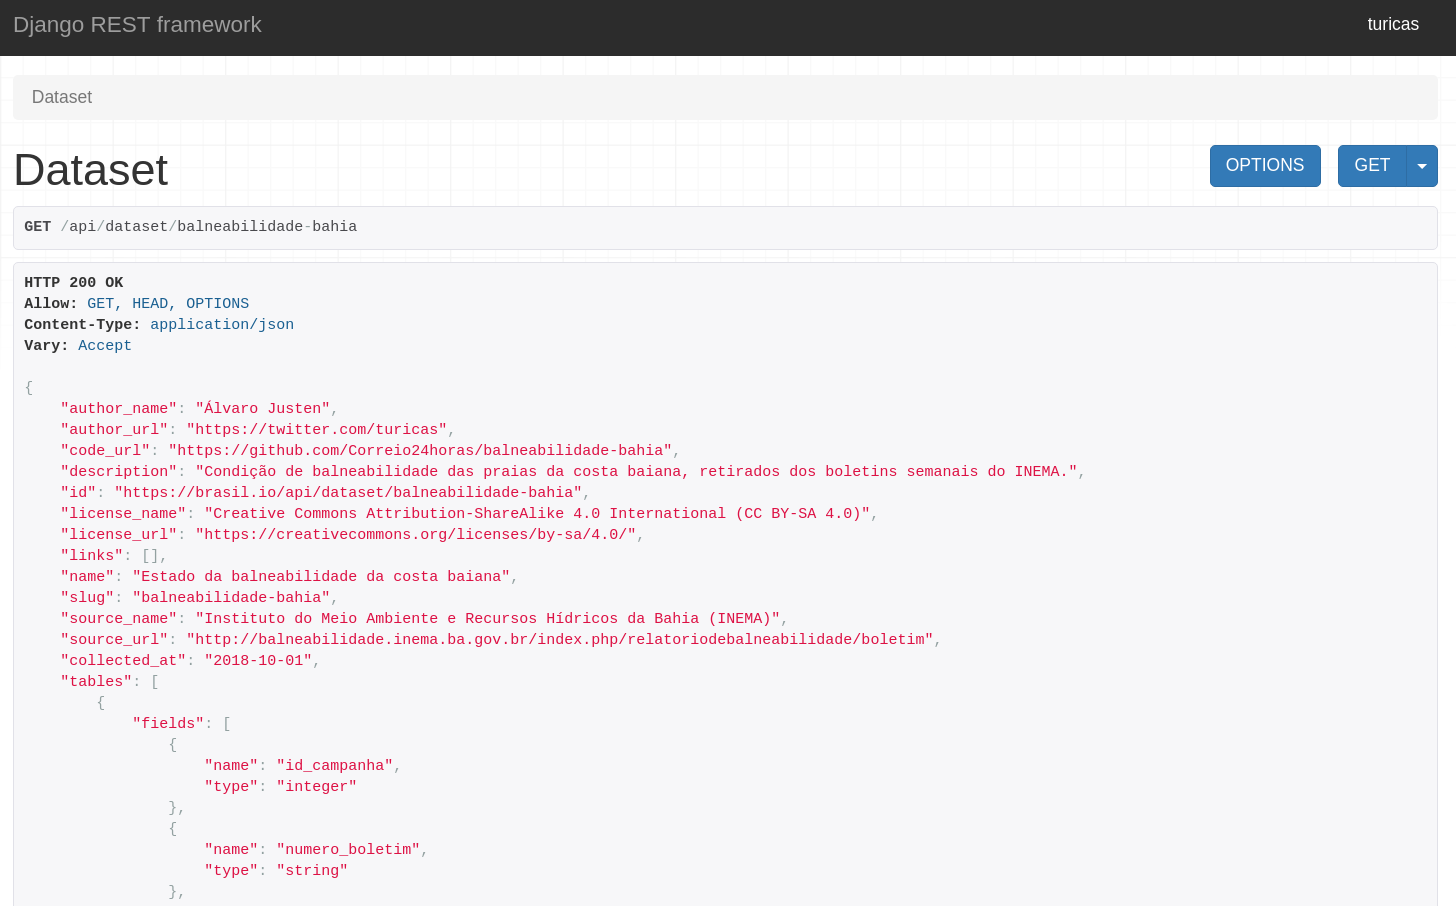 Django REST framework
turicas
Dataset
Dataset
OPTIONS
GET
GET /api/dataset/balneabilidade-bahia
HTTP 200 OK
Allow: GET, HEAD, OPTIONS
Content-Type: application/json
Vary: Accept
{
    "author_name": "Álvaro Justen",
    "author_url": "https://twitter.com/turicas",
    "code_url": "https://github.com/Correio24horas/balneabilidade-bahia",
    "description": "Condição de balneabilidade das praias da costa baiana, retirados dos boletins semanais do INEMA.",
    "id": "https://brasil.io/api/dataset/balneabilidade-bahia",
    "license_name": "Creative Commons Attribution-ShareAlike 4.0 International (CC BY-SA 4.0)",
    "license_url": "https://creativecommons.org/licenses/by-sa/4.0/",
    "links": [],
    "name": "Estado da balneabilidade da costa baiana",
    "slug": "balneabilidade-bahia",
    "source_name": "Instituto do Meio Ambiente e Recursos Hídricos da Bahia (INEMA)",
    "source_url": "http://balneabilidade.inema.ba.gov.br/index.php/relatoriodebalneabilidade/boletim",
    "collected_at": "2018-10-01",
    "tables": [
        {
            "fields": [
                {
                    "name": "id_campanha",
                    "type": "integer"
                },
                {
                    "name": "numero_boletim",
                    "type": "string"
                },